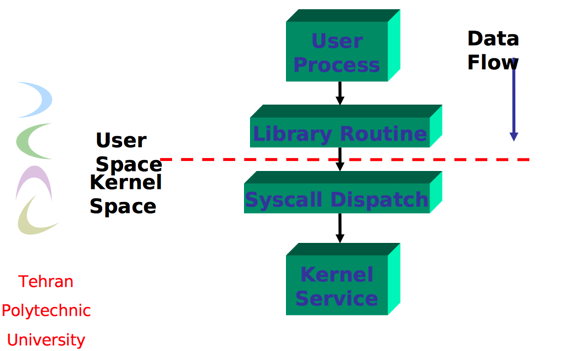 User
Process
Data
Flow
Library Routine
User
Space
Kernel
Space
Syscall Dispatch
Kernel
Service
Tehran
Polytechnic
University